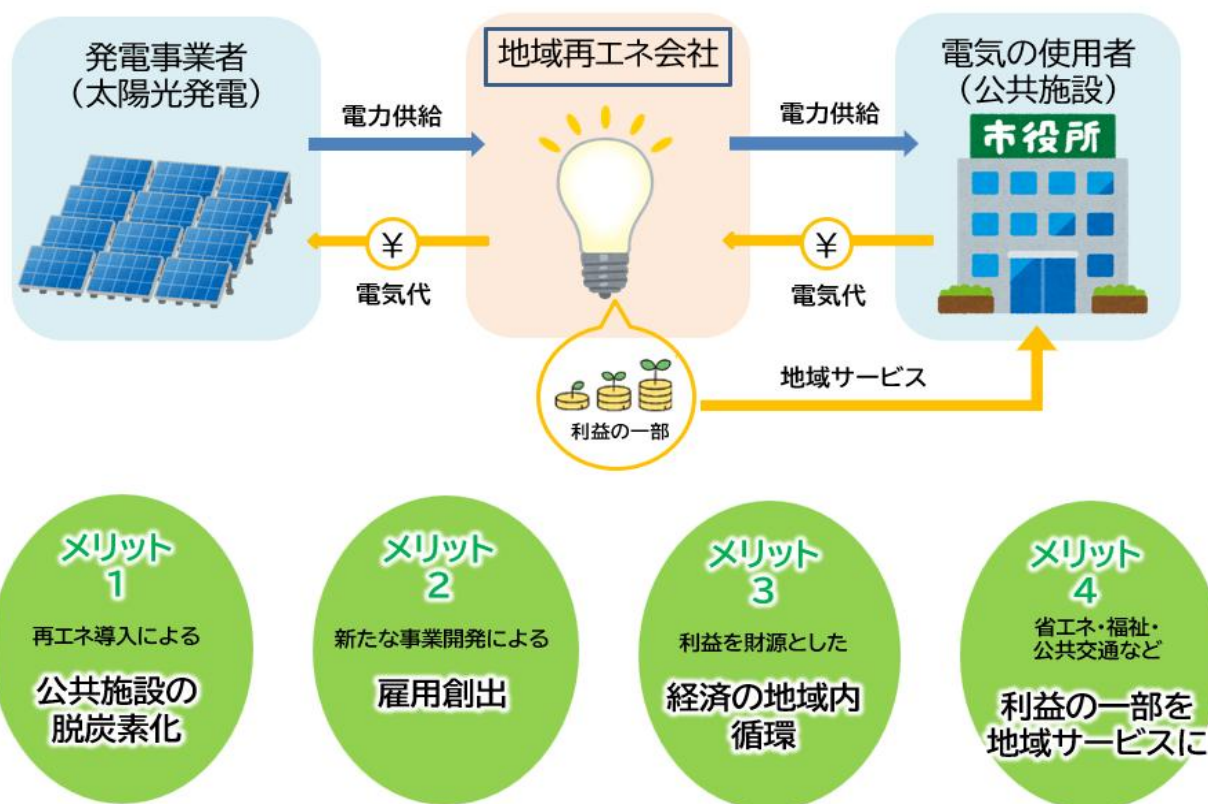 発電事業者
（太陽光発電）
地域再エネ会社
電気の使用者
（公共施設）
市役所
電力供給
電力供給
¥
¥
電気代
電気代
利益の一部
地域サービス
メリット
1
再エネ導入による
公共施設の
脱炭素化
メリット
2
新たな事業開発による
雇用創出
メリット
3
利益を財源とした
経済の地域内
循環
メリット
4
省エネ・福祉・
公共交通など
利益の一部を
地域サービスに